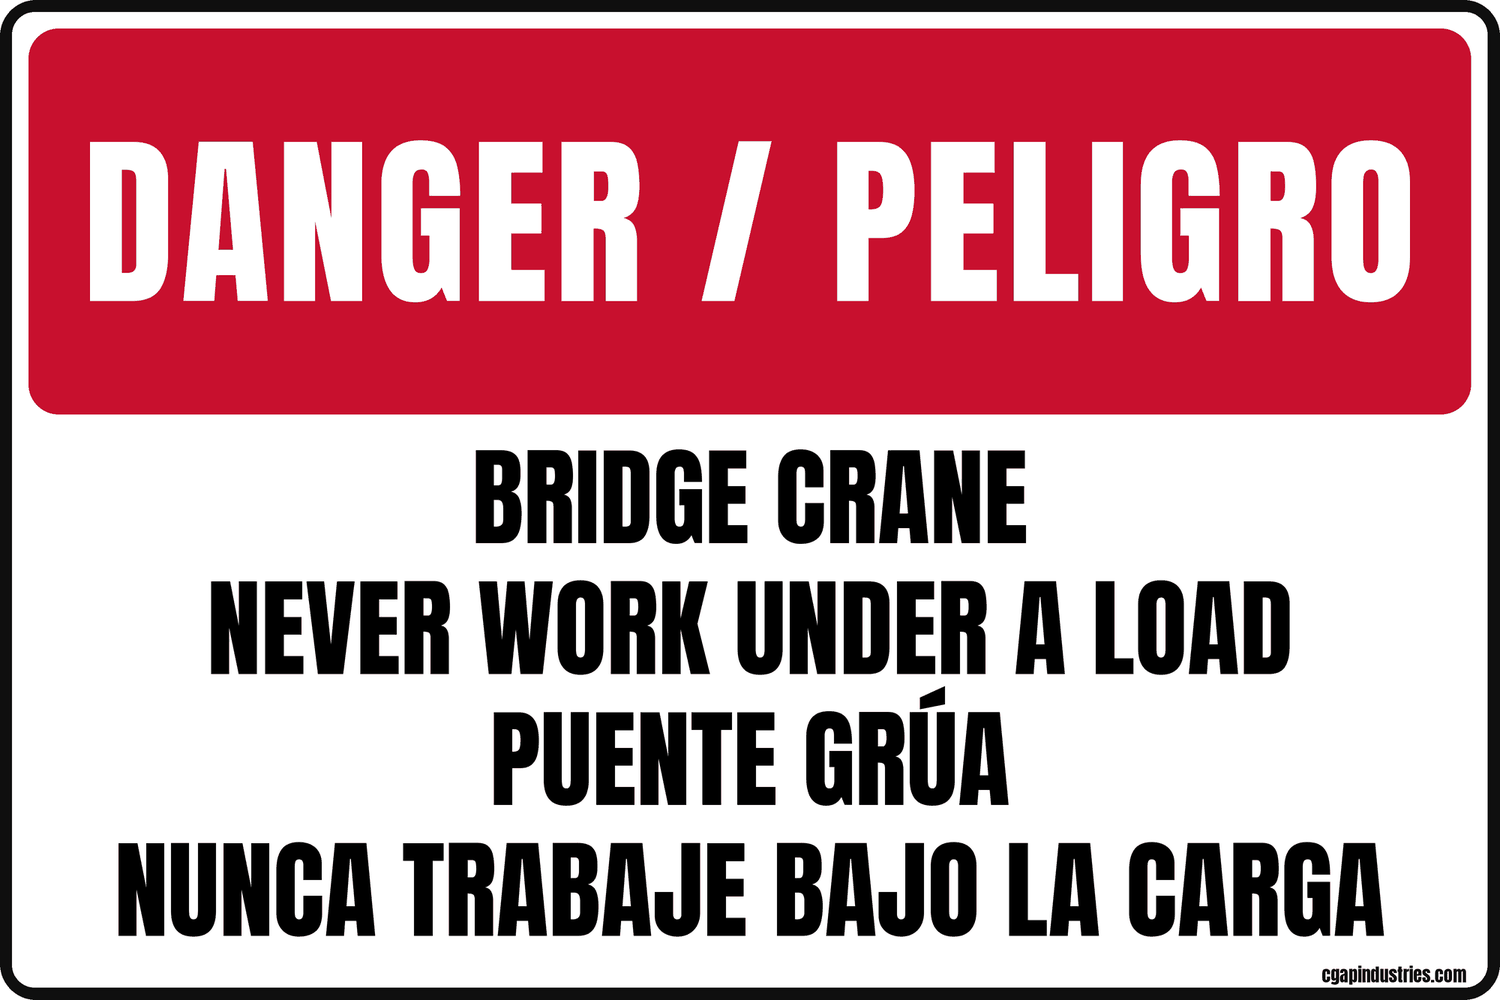 DANGER / PELIGRO
BRIDGE CRANE
NEVER WORK UNDER A LOAD
PUENTE GRÚA
NUNCA TRABAJE BAJO LA CARGA
cgapindustries.com